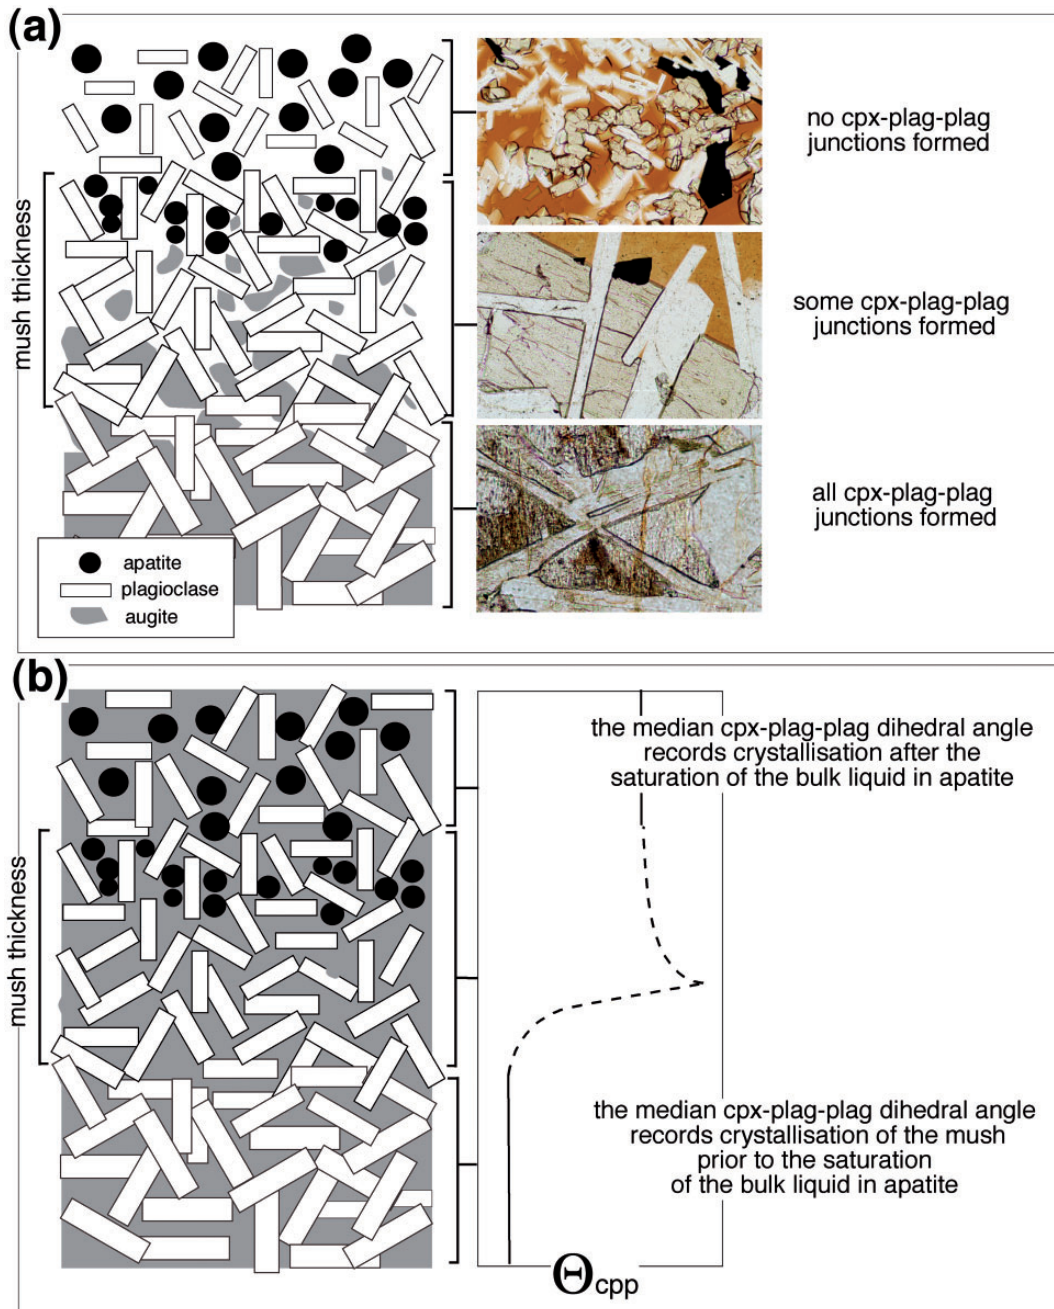 (a)
mush thickness
no cpx-plag-plag
junctions formed
some cpx-plag-plag
junctions formed
all cpx-plag-plag
junctions formed
apatite
plagioclase
augite
(b)
mush thickness
the median cpx-plag-plag dihedral angle
records crystallisation after the
saturation of the bulk liquid in apatite
the median cpx-plag-plag dihedral angle
records crystallisation of the mush
prior to the saturation
of the bulk liquid in apatite
Θcpp